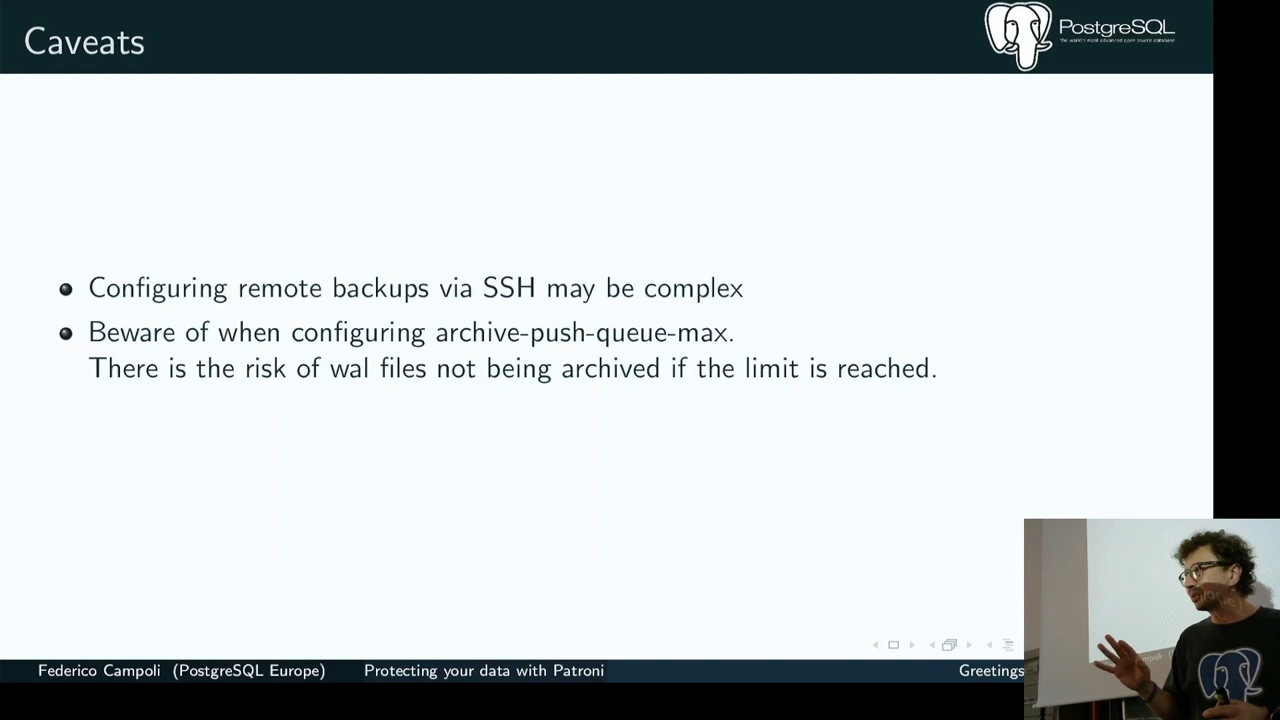 Caveats
PostgreSQL
the world's most advanced open source database
Configuring remote backups via SSH may be complex
Beware of when configuring archive-push-queue-max.
There is the risk of wal files not being archived if the limit is reached.
Federico Campoli (PostgreSQL Europe)
Protecting your data with Patroni
Greetings